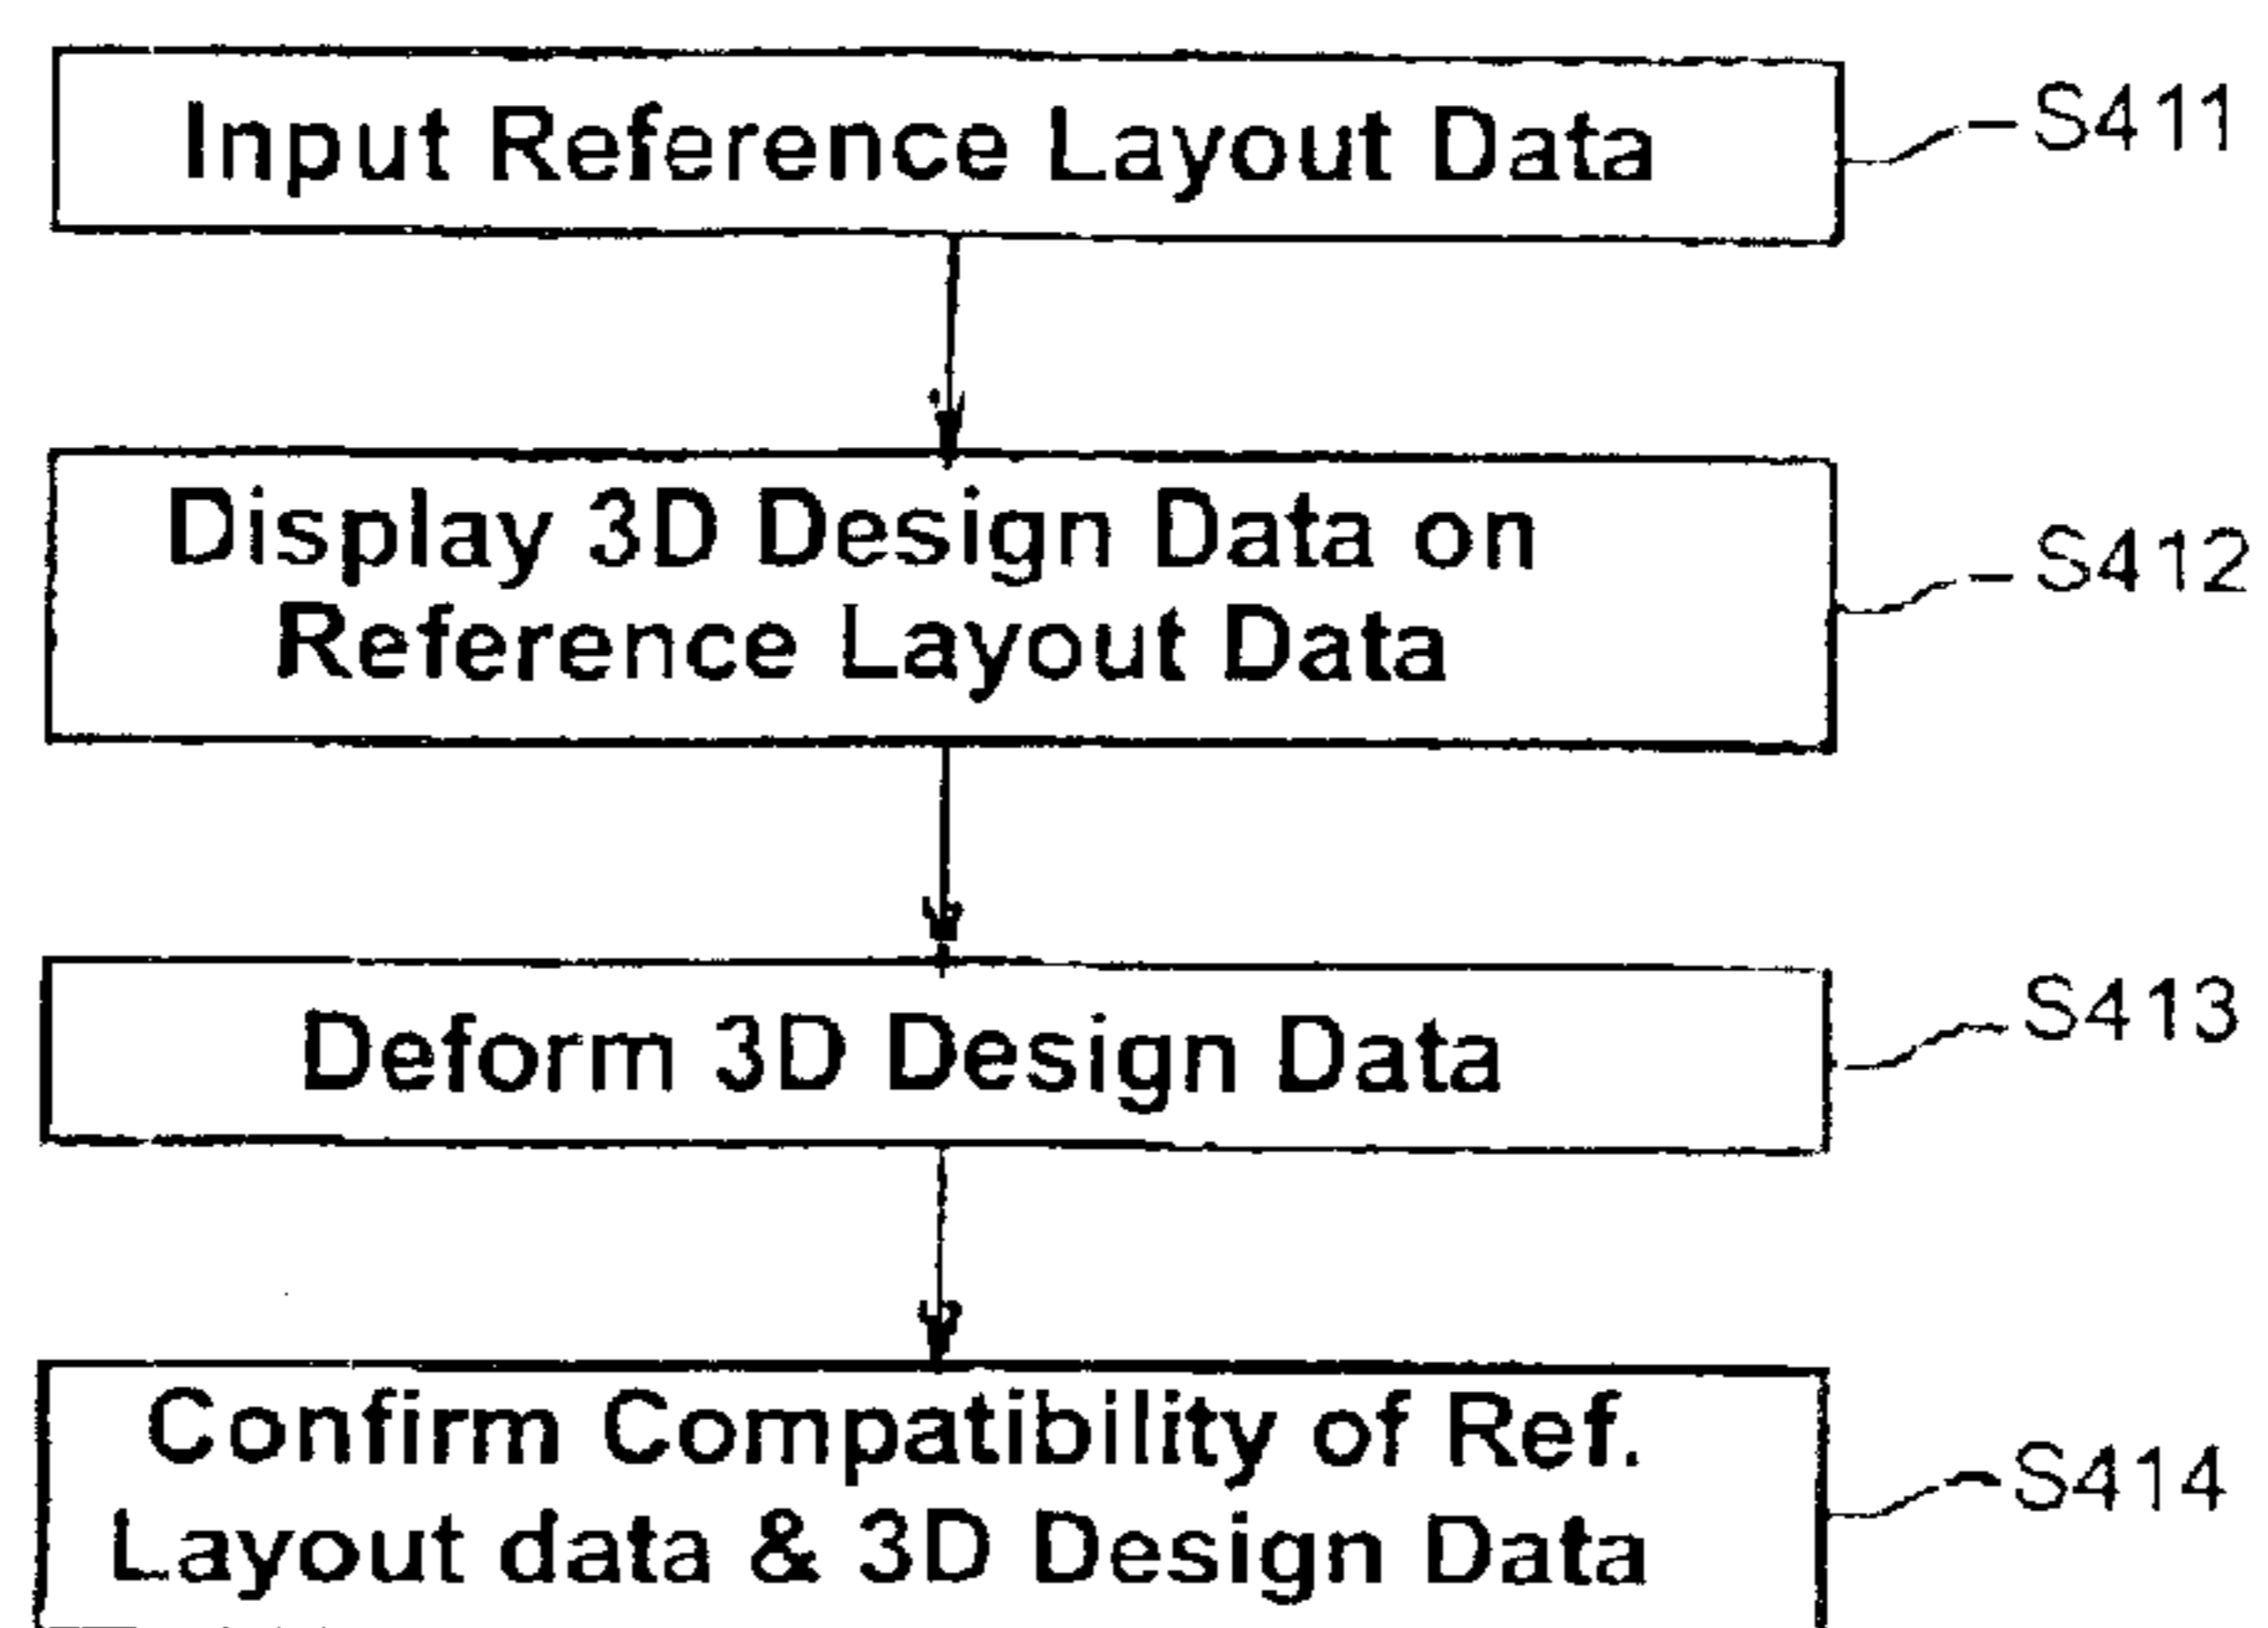 Input Reference Layout Data
S411
Display 3D Design Data on
Reference Layout Data
S412
Deform 3D Design Data
S413
Confirm Compatibility of Ref.
Layout data & 3D Design Data
S414